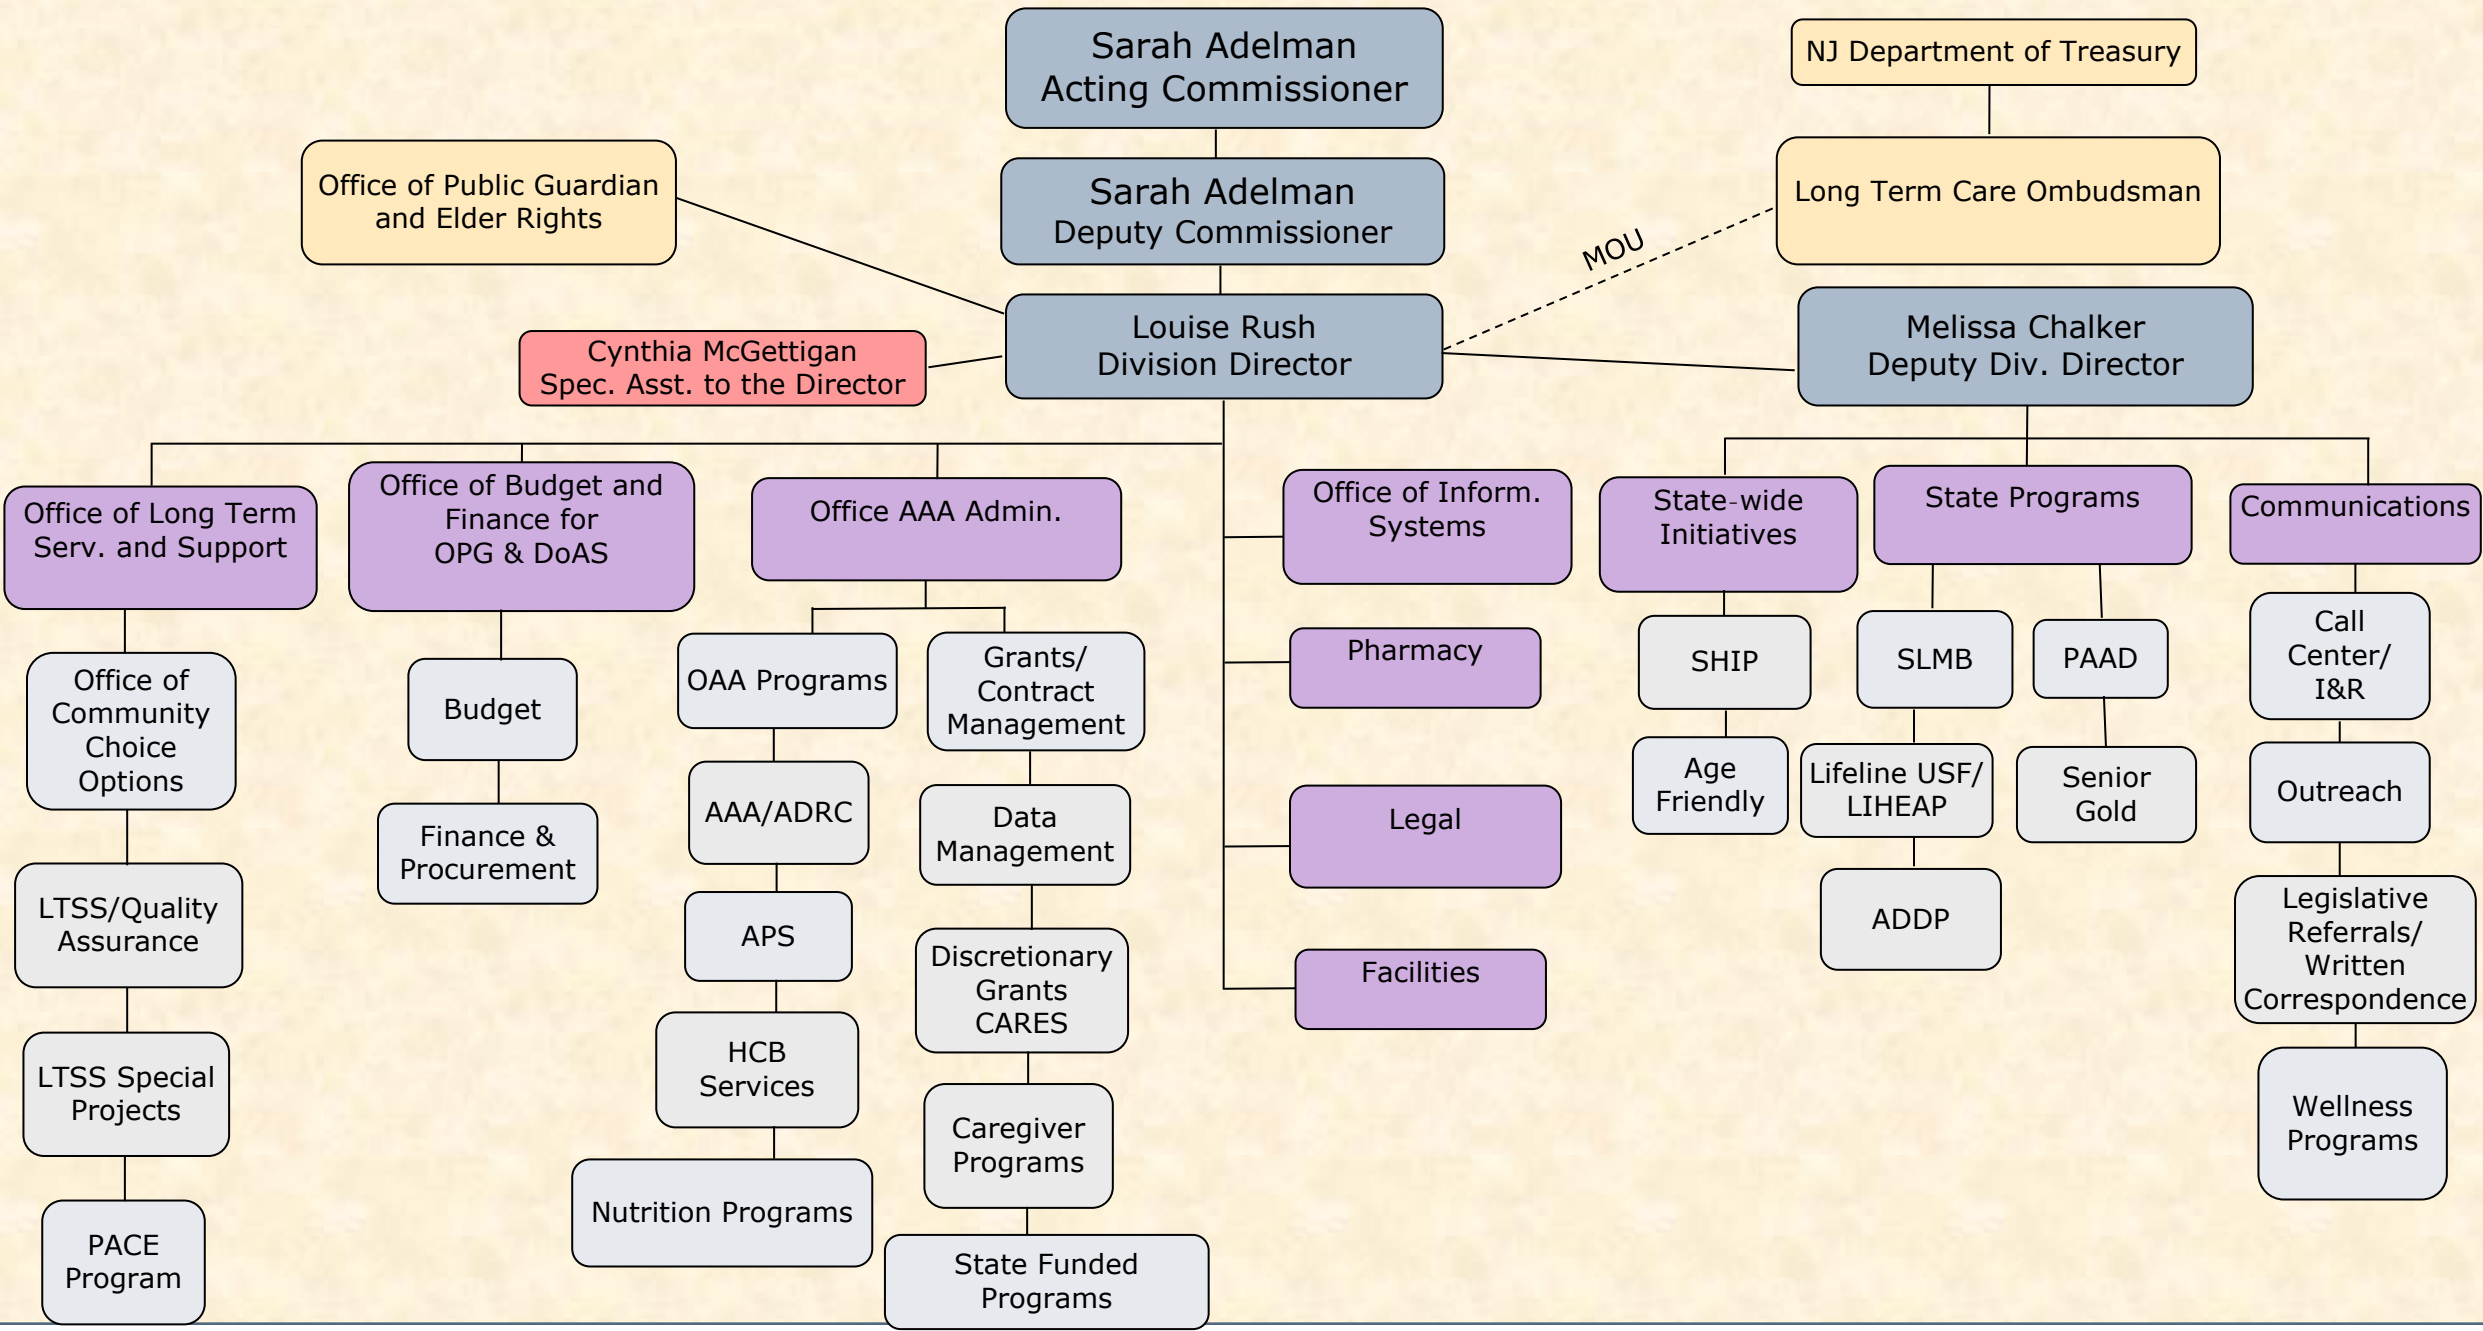 Sarah Adelman
Acting Commissioner
NJ Department of Treasury
Office of Public Guardian
and Elder Rights
Sarah Adelman
Deputy Commissioner
Long Term Care Ombudsman
MOU
Cynthia McGettigan
Spec. Asst. to the Director
Louise Rush
Division Director
Melissa Chalker
Deputy Div. Director
Office of Long Term
Serv. and Support
Office of Budget and
Finance for
OPG & DoAS
Office AAA Admin.
Office of Inform.
Systems
State-wide
Initiatives
State Programs
Communications
Office of
Community
Choice
Options
LTSS/Quality
Assurance
LTSS Special
Projects
PACE
Program
Budget
Finance &
Procurement
OAA Programs
AAA/ADRC
APS
HCB
Services
Nutrition Programs
Grants/
Contract
Management
Data
Management
Discretionary
Grants
CARES
Caregiver
Programs
State Funded
Programs
Pharmacy
Legal
Facilities
SHIP
Age
Friendly
SLMB
Lifeline USF/
LIHEAP
ADDP
PAAD
Senior
Gold
Call
Center/
I&R
Outreach
Legislative
Referrals/
Written
Correspondence
Wellness
Programs